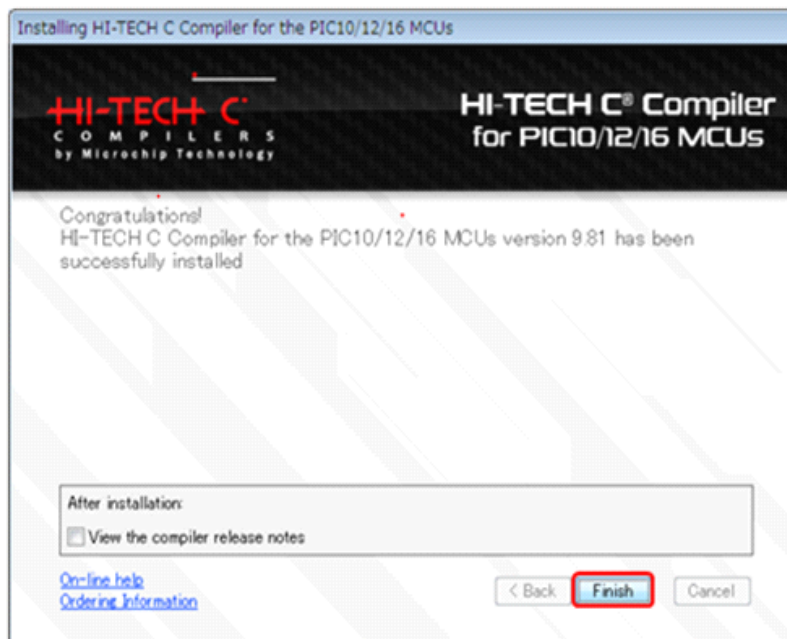 Installing HI-TECH C Compiler for the PIC10/12/16 MCUs
HI-TECH C®
COMPILERS
by Microchip Technology
HI-TECH C® Compiler
for PIC10/12/16 MCUs
Congratulations!
HI-TECH C Compiler for the PIC10/12/16 MCUs version 9.81 has been
successfully installed
After installation:
View the compiler release notes
On-line help
Ordering Information
< Back Finish Cancel